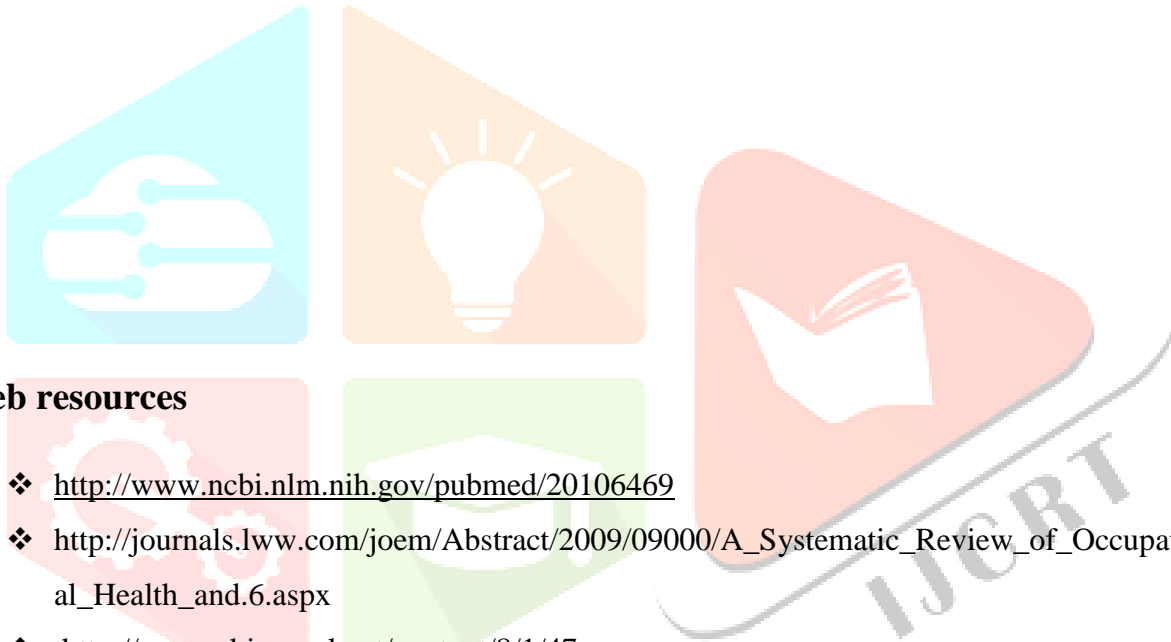 eb resources
❖ http://www.ncbi.nlm.nih.gov/pubmed/20106469
❖ http://journals.lww.com/joem/Abstract/2009/09000/A_Systematic_Review_of_Occupa
al_Health_and.6.aspx
IJCRT